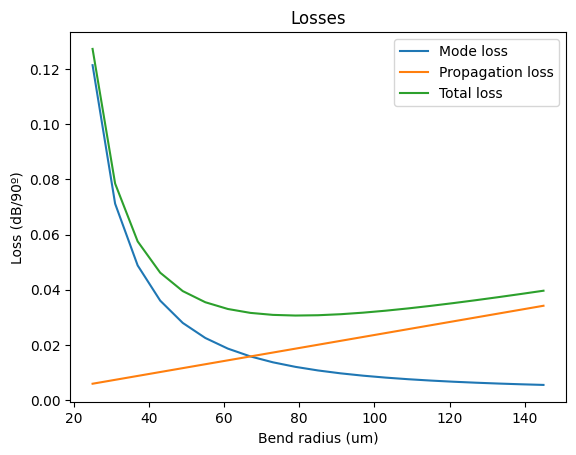 Losses
Mode loss
Propagation loss
Total loss
Loss (dB/90º)
0.12
0.10
0.08
0.06
0.04
0.02
0.00
20
40
60
80
100
120
140
Bend radius (um)